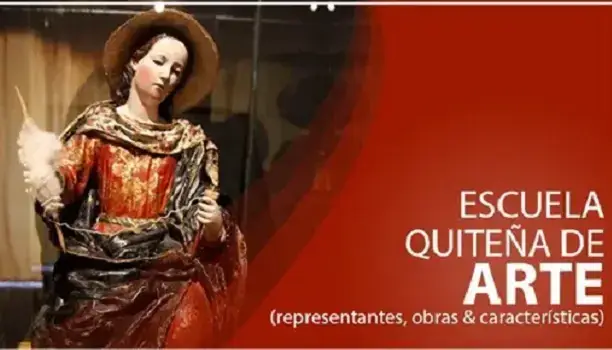 ESCUELA
QUITEÑA DE
ARTE
(representantes, obras & características)